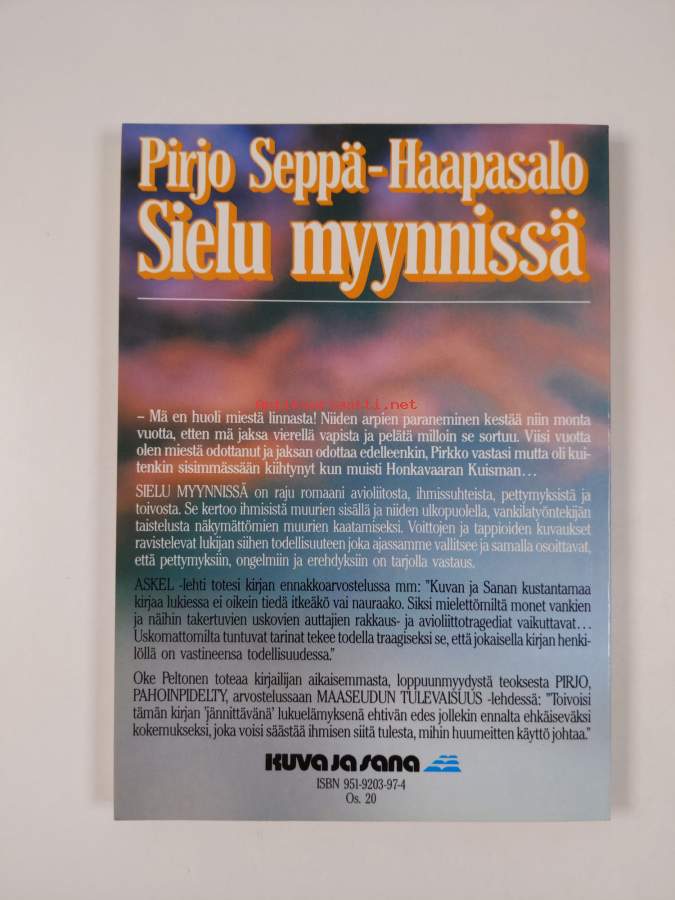 Pirjo Seppä-Haapasalo
Sielu myynnissä
Antikvariaatti.net
– Mä en huoli miestä linnasta! Niiden arpien paraneminen kestää niin monta
vuotta, etten mä jaksa vierellä vapista ja pelätä milloin se sortuu. Viisi vuotta
olen miestä odottanut ja jaksan odottaa edelleenkin, Pirkko vastasi mutta oli kui-
tenkin sisimmässään kiihtynyt kun muisti Honkavaaran Kuisman...
SIELU MYYNNISSÄ on raju romaani avioliitosta, ihmissuhteista, pettymyksistä ja
toivosta. Se kertoo ihmisistä muurien sisällä ja niiden ulkopuolella, vankilatyöntekijän
taistelusta näkymättömien muurien kaatamiseksi. Voittojen ja tappioiden kuvaukset
ravistelevat lukijan siihen todellisuuteen joka ajassamme vallitsee ja samalla osoittavat,
että pettymyksiin, ongelmiin ja erehdyksiin on tarjolla vastaus.
ASKEL -lehti totesi kirjan ennakkoarvostelussa mm: "Kuvan ja Sanan kustantamaa
kirjaa lukiessa ei oikein tiedä itkeäkö vai nauraako. Siksi mielettömiltä monet vankien
ja näihin takertuvien uskovien auttajien rakkaus- ja avioliittotragediat vaikuttavat...
Uskomattomilta tuntuvat tarinat tekee todella traagiseksi se, että jokaisella kirjan henki-
löllä on vastineensa todellisuudessa."
Oke Peltonen toteaa kirjailijan aikaisemmasta, loppuunmyydystä teoksesta PIRJO,
PAHOINPIDELTY, arvostelussaan MAASEUDUN TULEVAISUUS -lehdessä: "Toivoisi
tämän kirjan 'jännittävänä' lukuelämyksenä ehtivän edes jollekin ennalta ehkäiseväksi
kokemukseksi, joka voisi säästää ihmisen siitä tulesta, mihin huumeitten käyttö johtaa."
KUVA JA SANA
ISBN 951-9203-97-4
Os. 20